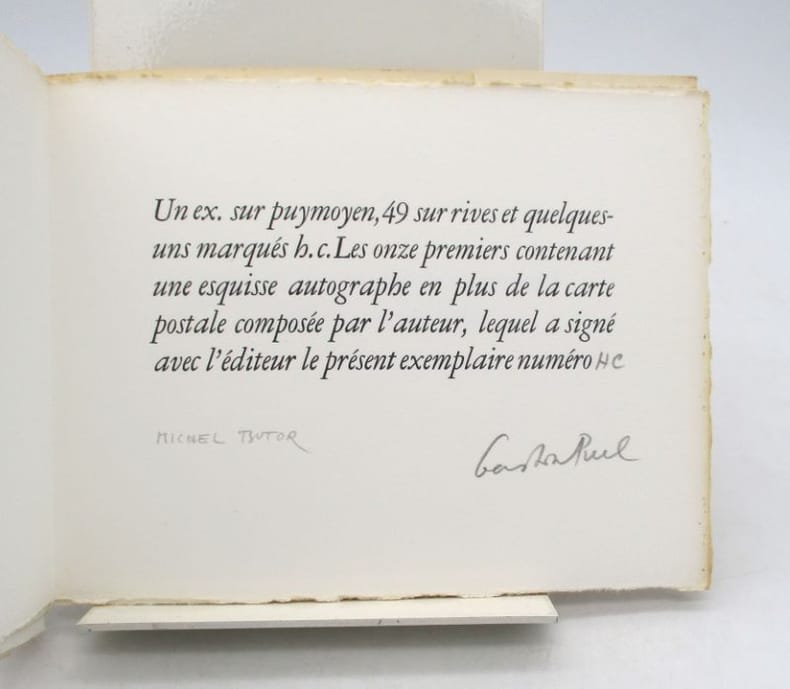 Un ex. sur puymoyen, 49 sur rives et quelques-
uns marqués h.c. Les onze premiers contenant
une esquisse autographe en plus de la carte
postale composée par l'auteur, lequel a signé
avec l'éditeur le présent exemplaire numéro HC
MICHEL BUTOR
Gaston Puel